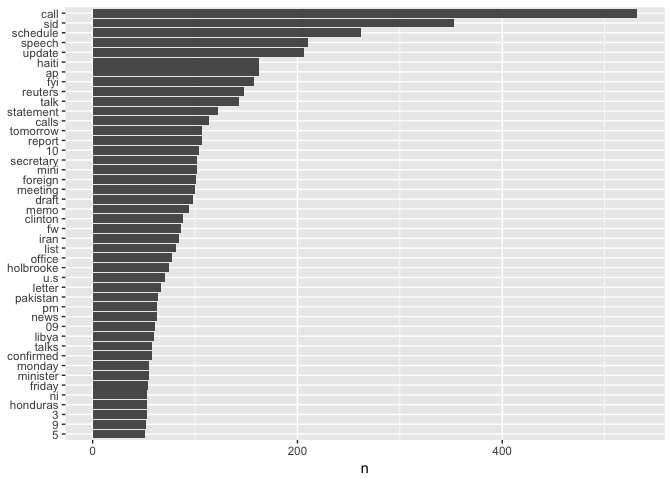 call
sid
schedule
speech
update
haiti
ap
fyi
reuters
talk
statement
calls
tomorrow
report
10
secretary
mini
foreign
meeting
draft
memo
clinton
fw
iran
list
office
holbrooke
u.s
letter
pakistan
pm
news
09
libya
talks
confirmed
monday
minister
friday
ni
honduras
3
9
5
0 200 400
n